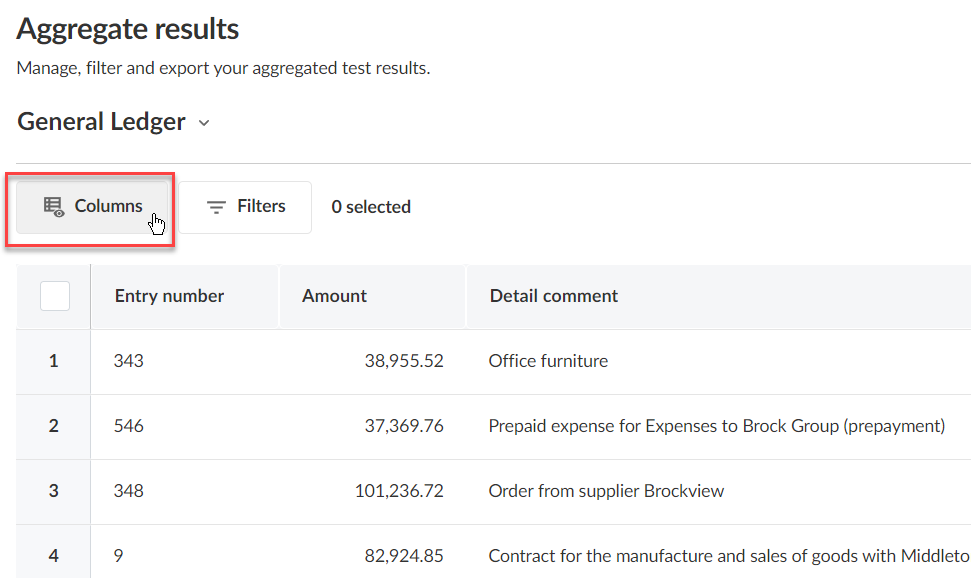 Aggregate results
Manage, filter and export your aggregated test results.
General Ledger
Columns Filters 0 selected
Entry number Amount Detail comment
1 343 38,955.52 Office furniture
2 546 37,369.76 Prepaid expense for Expenses to Brock Group (prepayment)
3 348 101,236.72 Order from supplier Brockview
4 9 82,924.85 Contract for the manufacture and sales of goods with Middleto